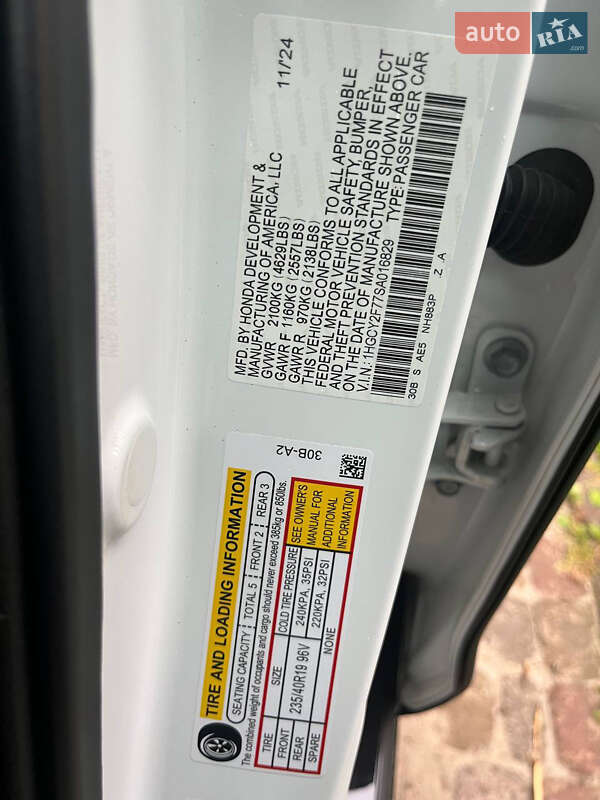 auto RIA.com
11/24
MFD. BY HONDA DEVELOPMENT &
MANUFACTURING OF AMERICA, LLC
GVWR 2100KG (4629LBS)
GAWR F 1160KG (2557LBS)
GAWR R 970KG (2138LBS)
THIS VEHICLE CONFORMS TO ALL APPLICABLE
FEDERAL MOTOR VEHICLE SAFETY, BUMPER,
AND THEFT PREVENTION STANDARDS IN EFFECT
ON THE DATE OF MANUFACTURE SHOWN ABOVE.
V.I.N.: 1HGCY2F77SA016829 TYPE: PASSENGER CAR
30B S AE5 NH883P Z A
30B-A2
TIRE AND LOADING INFORMATION
SEATING CAPACITY TOTAL 5 FRONT 2 REAR 3
The combined weight of occupants and cargo should never exceed 385kg or 850lbs.
TIRE SIZE COLD TIRE PRESSURE
FRONT 235/40R19 96V 240KPA, 35PSI
REAR 220KPA, 32PSI
SPARE NONE
SEE OWNER'S
MANUAL FOR
ADDITIONAL
INFORMATION